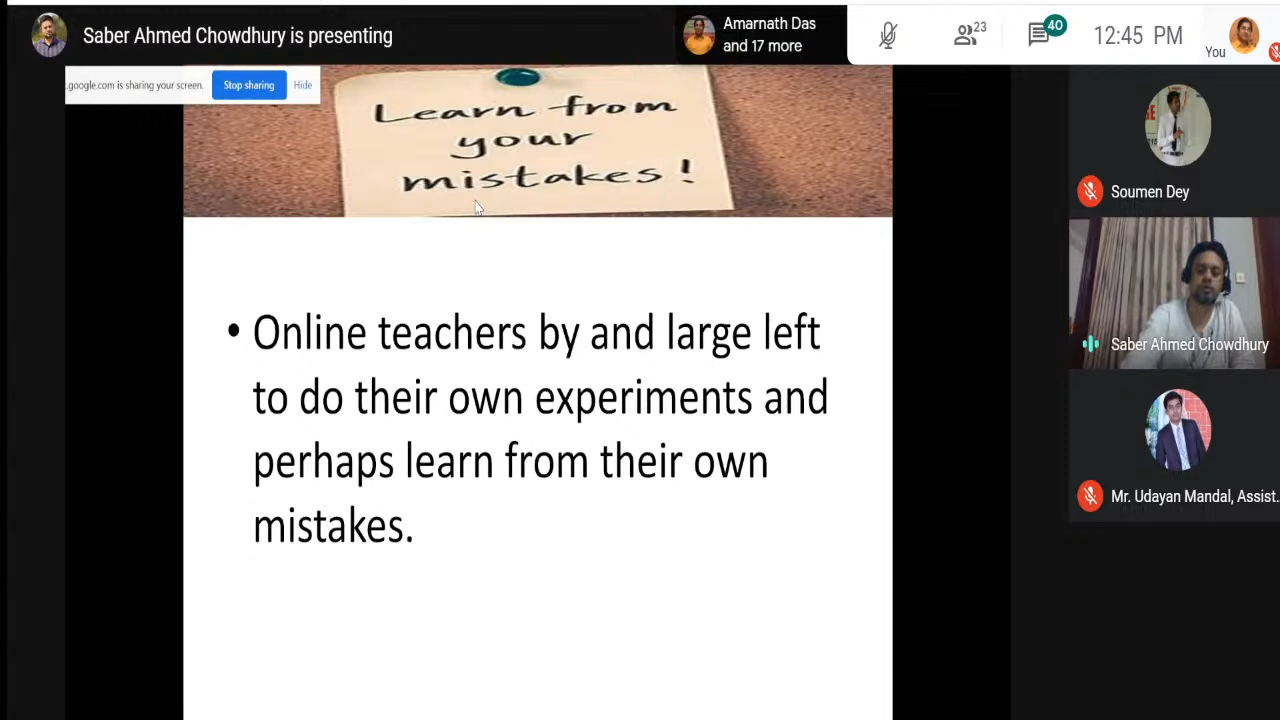 Saber Ahmed Chowdhury is presenting
Amarnath Das
and 17 more
23
40
12:45 PM
You
.google.com is sharing your screen.
Stop sharing
Hide
Learn from
your
mistakes!
Soumen Dey
Saber Ahmed Chowdhury
Mr. Udayan Mandal, Assist...
• Online teachers by and large left
to do their own experiments and
perhaps learn from their own
mistakes.